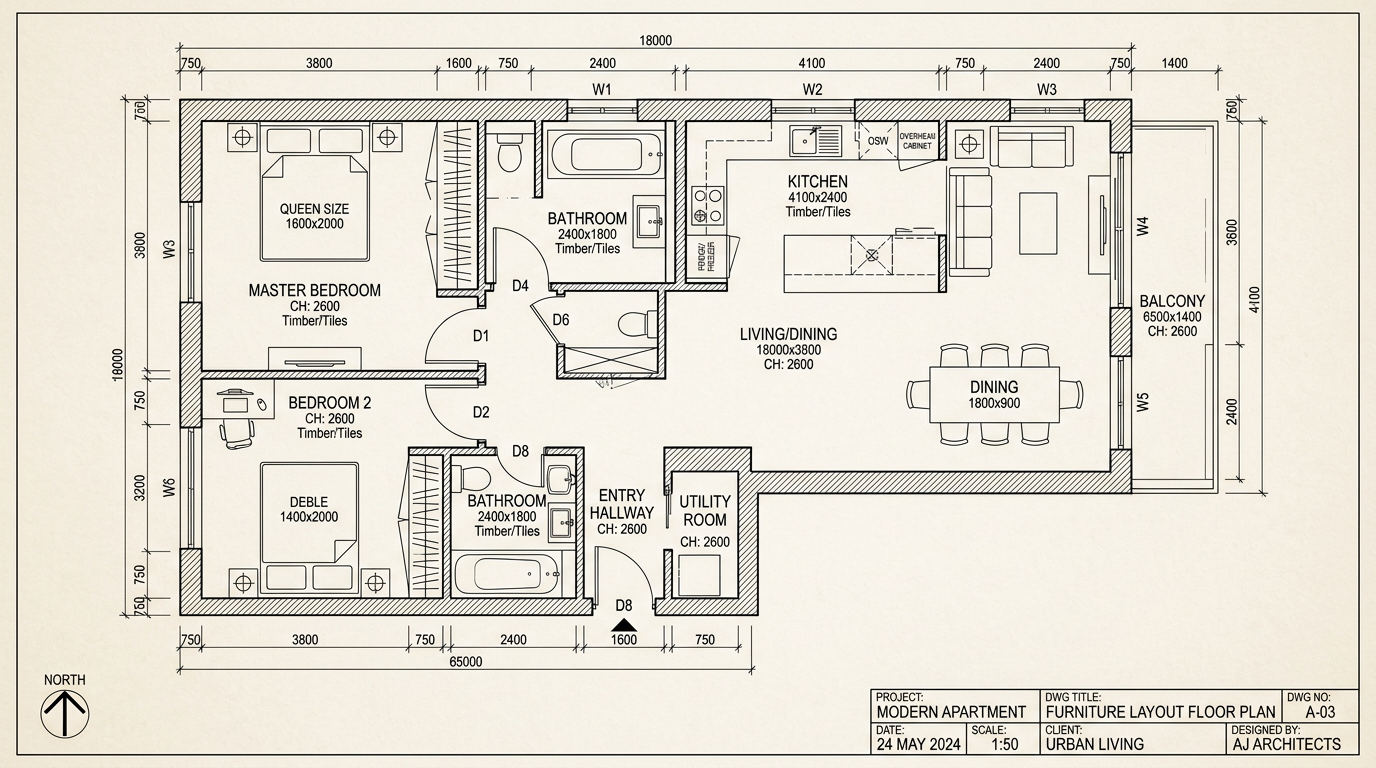 18000
750 3800 1600 750 2400 4100 750 2400 750 1400
W1 W2 W3
760
760
OSW
OVERHEAD
CABINET
KITCHEN
4100x2400
Timber/Tiles
QUEEN SIZE
1600x2000
BATHROOM
2400x1800
Timber/Tiles
W3
3800
W4
3600
MASTER BEDROOM
CH: 2600
Timber/Tiles
D4
D1
D6
LIVING/DINING
18000x3800
CH: 2600
BALCONY
6500x1400
CH: 2600
4100
18000
750
BEDROOM 2
CH: 2600
Timber/Tiles
D2
D8
DINING
1800x900
W5
2400
3200
W6
DEBLE
1400x2000
BATHROOM
2400x1800
Timber/TIles
ENTRY
HALLWAY
CH: 2600
UTILITY
ROOM
CH: 2600
750
760
D8
750 3800 750 2400 1600 750
65000
NORTH
PROJECT:
MODERN APARTMENT
DWG TITLE:
FURNITURE LAYOUT FLOOR PLAN
DWG NO:
A-03
DATE:
24 MAY 2024
SCALE:
1:50
CLIENT:
URBAN LIVING
DESIGNED BY:
AJ ARCHITECTS